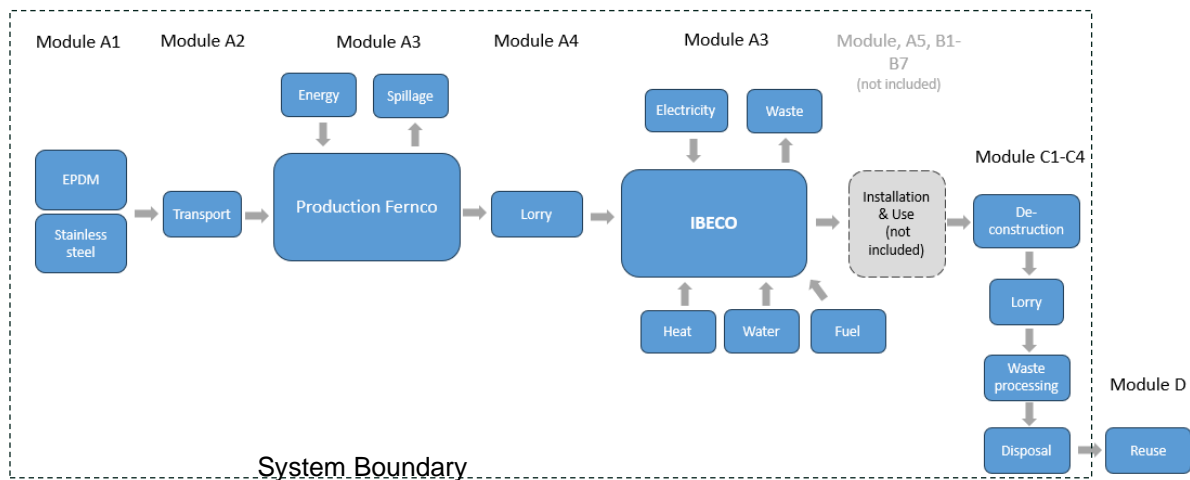 Module A1
Module A2
Module A3
Module A4
Module A3
Module, A5, B1-
B7
(not included)
Energy
Spillage
Electricity
Waste
Module C1-C4
EPDM
Stainless
steel
Transport
Production Fernco
Lorry
IBECO
Installation
& Use
(not
included)
De-
construction
Heat
Water
Fuel
Lorry
Waste
processing
Module D
Disposal
Reuse
System Boundary